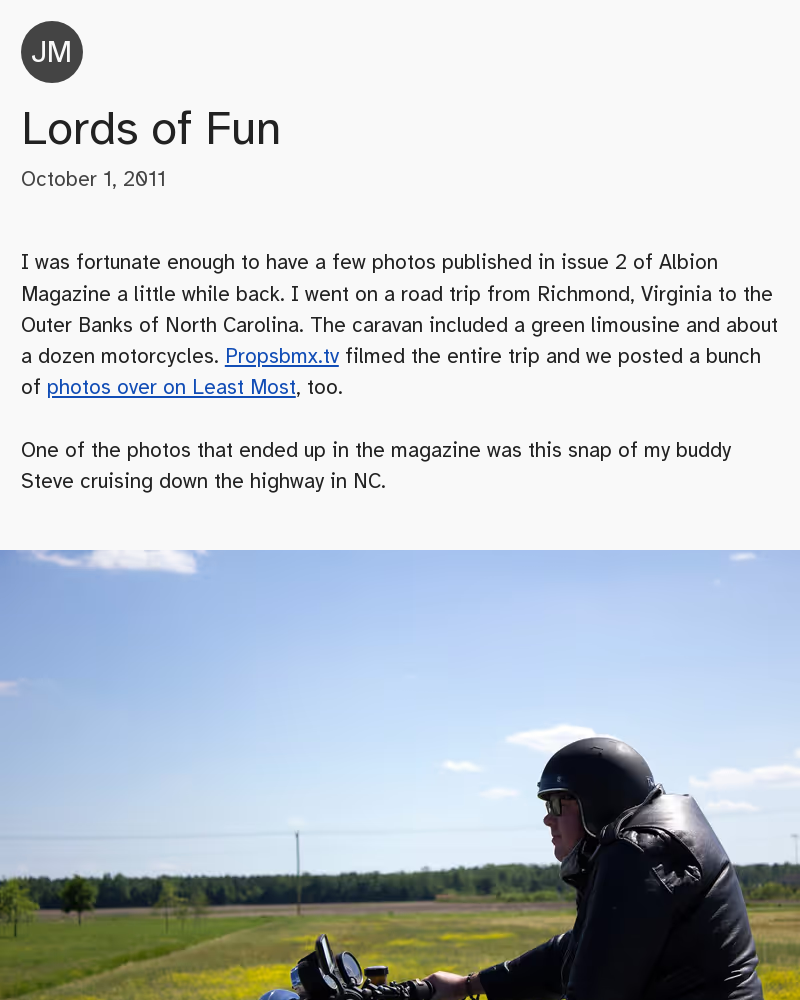 JM
Lords of Fun
October 1, 2011
I was fortunate enough to have a few photos published in issue 2 of Albion
Magazine a little while back. I went on a road trip from Richmond, Virginia to the
Outer Banks of North Carolina. The caravan included a green limousine and about
a dozen motorcycles. Propsbmx.tv filmed the entire trip and we posted a bunch
of photos over on Least Most, too.
One of the photos that ended up in the magazine was this snap of my buddy
Steve cruising down the highway in NC.